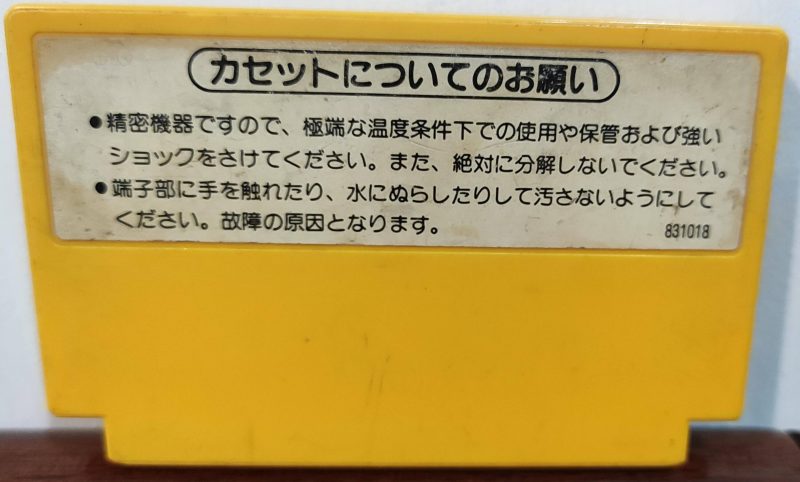 カセットについてのお願い
●精密機器ですので、極端な温度条件下での使用や保管および強い
ショックをさけてください。また、絶対に分解しないでください。
●端子部に手を触れたり、水にぬらしたりして汚さないようにして
ください。故障の原因となります。
831018